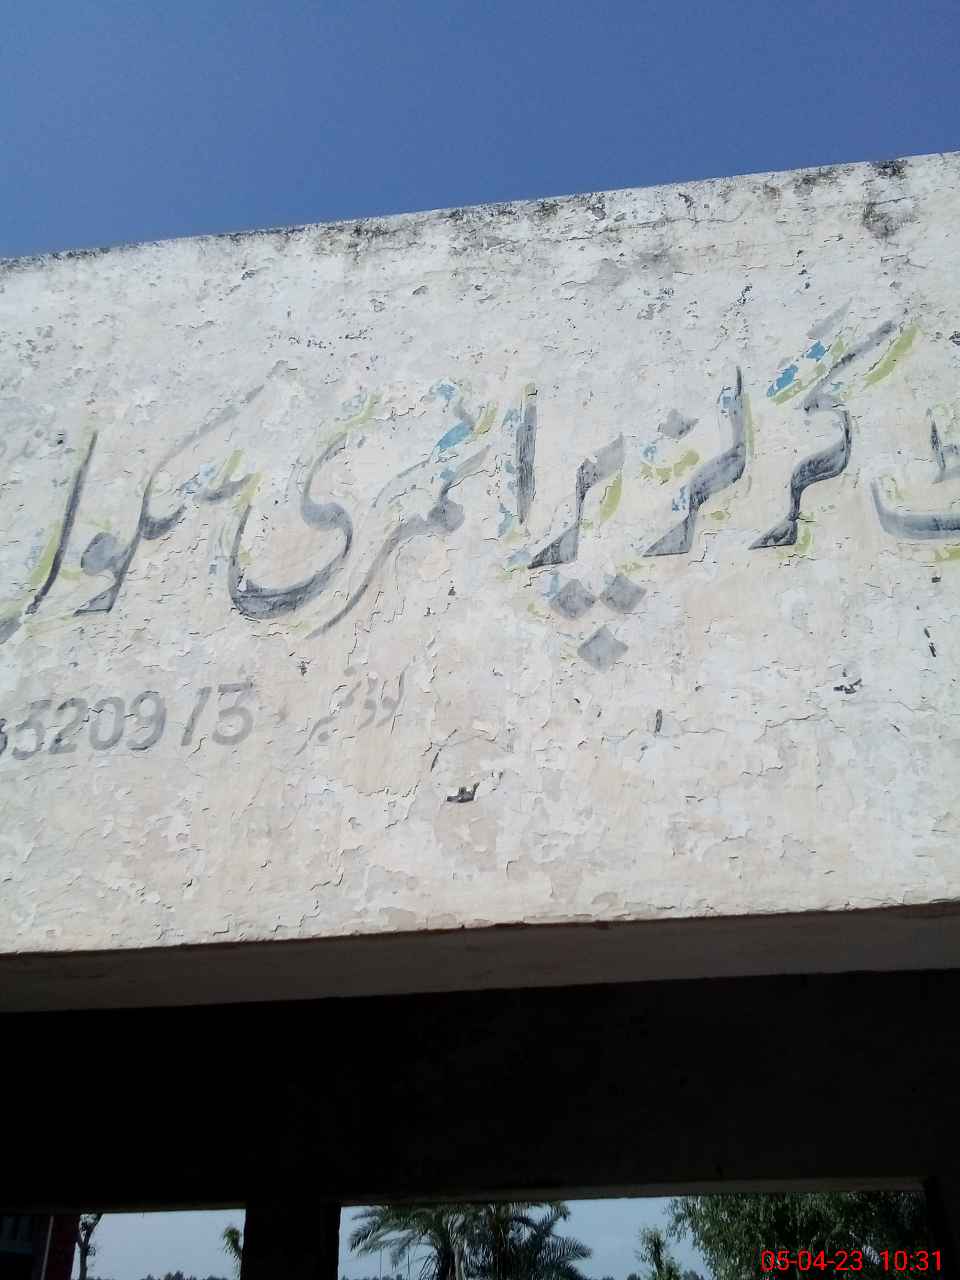 گرلز پرائمری سکول
کوڈ نمبر 3520913
05-04-23 10:31